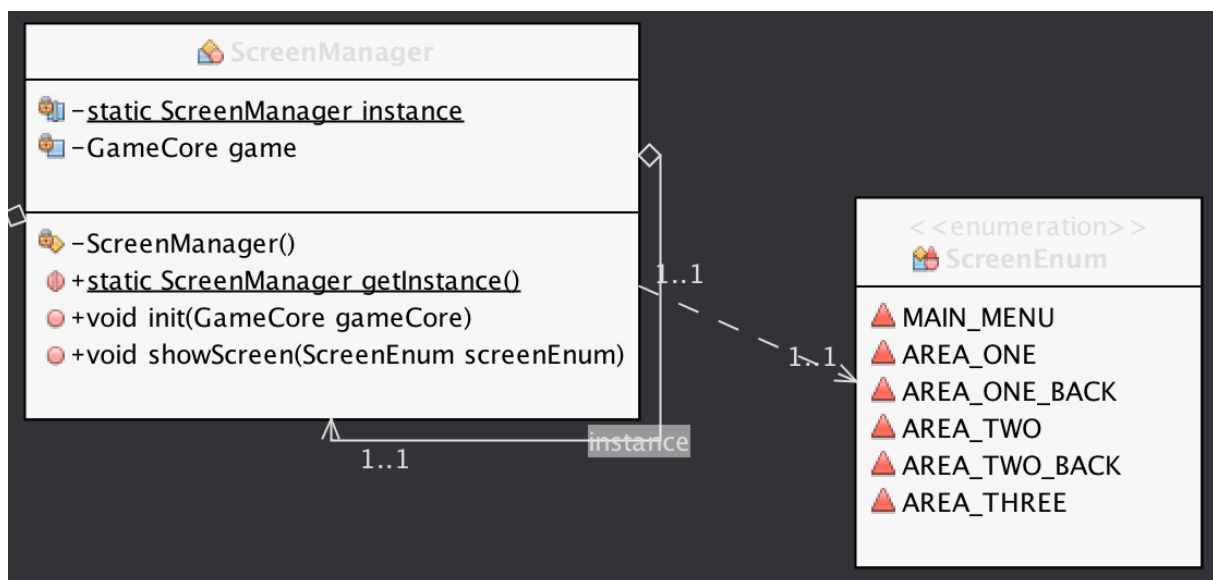 ScreenManager
-static ScreenManager instance
-GameCore game
-ScreenManager()
+static ScreenManager getInstance()
+void init(GameCore gameCore)
+void showScreen(ScreenEnum screenEnum)
1..1
1..1
instance
1..1
<<enumeration>>
ScreenEnum
MAIN_MENU
AREA_ONE
AREA_ONE_BACK
AREA_TWO
AREA_TWO_BACK
AREA_THREE